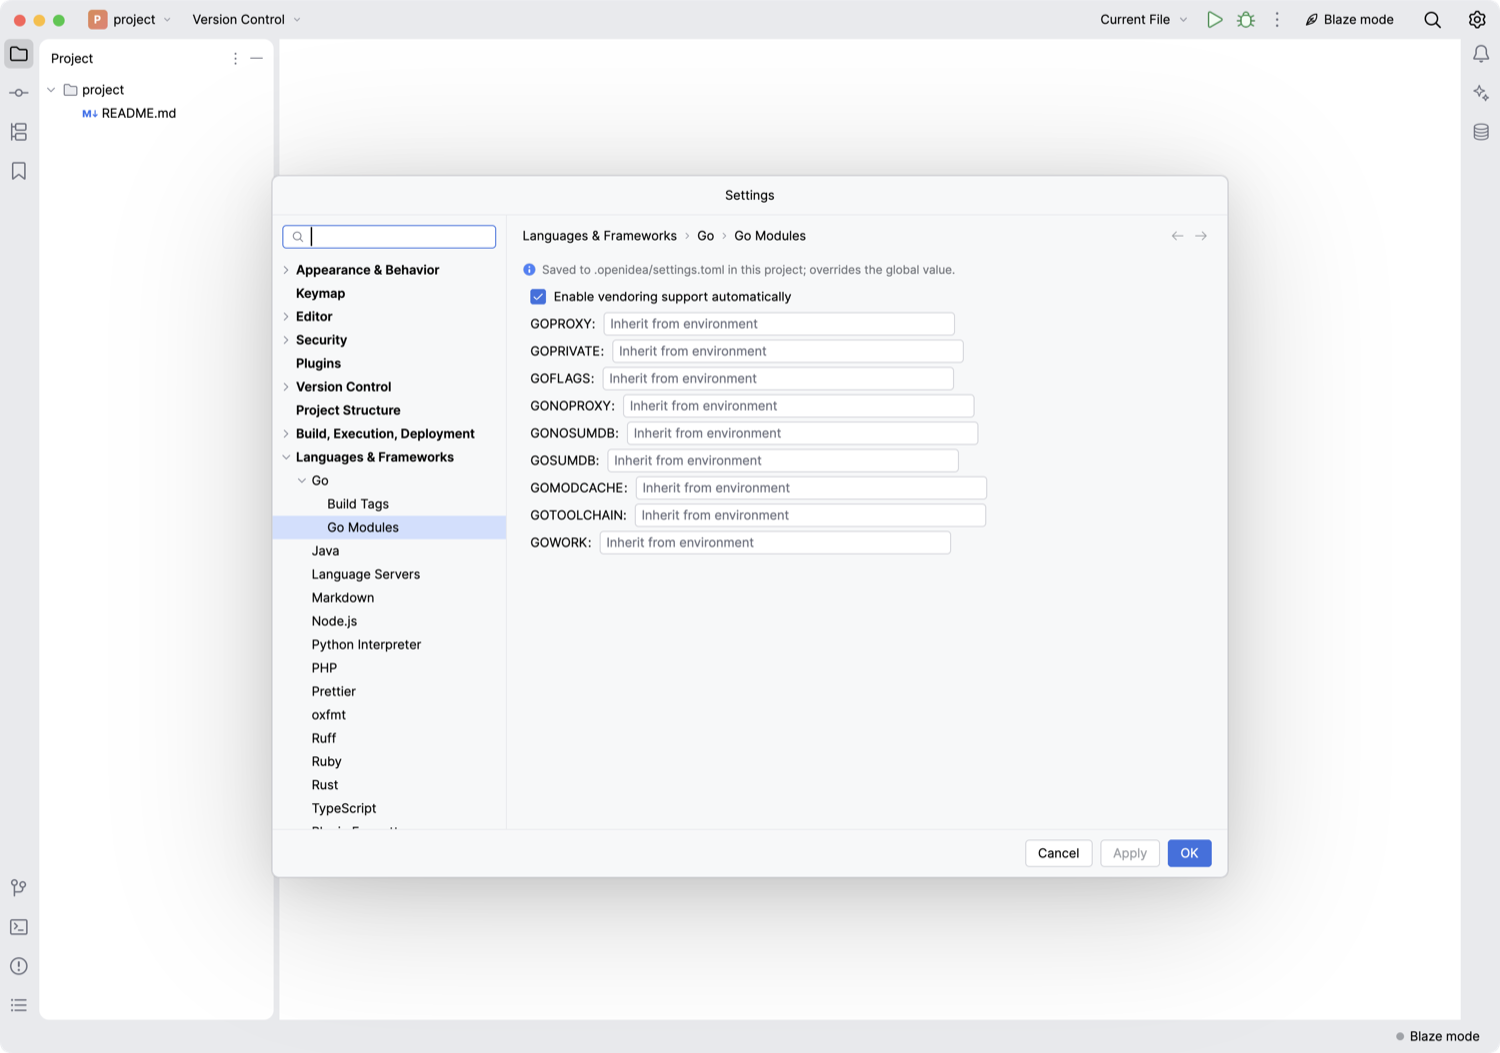 P project
Version Control
Current File
Blaze mode
Project
project
M↓ README.md
Settings
Languages & Frameworks › Go › Go Modules
Saved to .openidea/settings.toml in this project; overrides the global value.
Enable vendoring support automatically
GOPROXY: Inherit from environment
GOPRIVATE: Inherit from environment
GOFLAGS: Inherit from environment
GONOPROXY: Inherit from environment
GONOSUMDB: Inherit from environment
GOSUMDB: Inherit from environment
GOMODCACHE: Inherit from environment
GOTOOLCHAIN: Inherit from environment
GOWORK: Inherit from environment
Appearance & Behavior
Keymap
Editor
Security
Plugins
Version Control
Project Structure
Build, Execution, Deployment
Languages & Frameworks
Go
Build Tags
Go Modules
Java
Language Servers
Markdown
Node.js
Python Interpreter
PHP
Prettier
oxfmt
Ruff
Ruby
Rust
TypeScript
Cancel
Apply
OK
Blaze mode